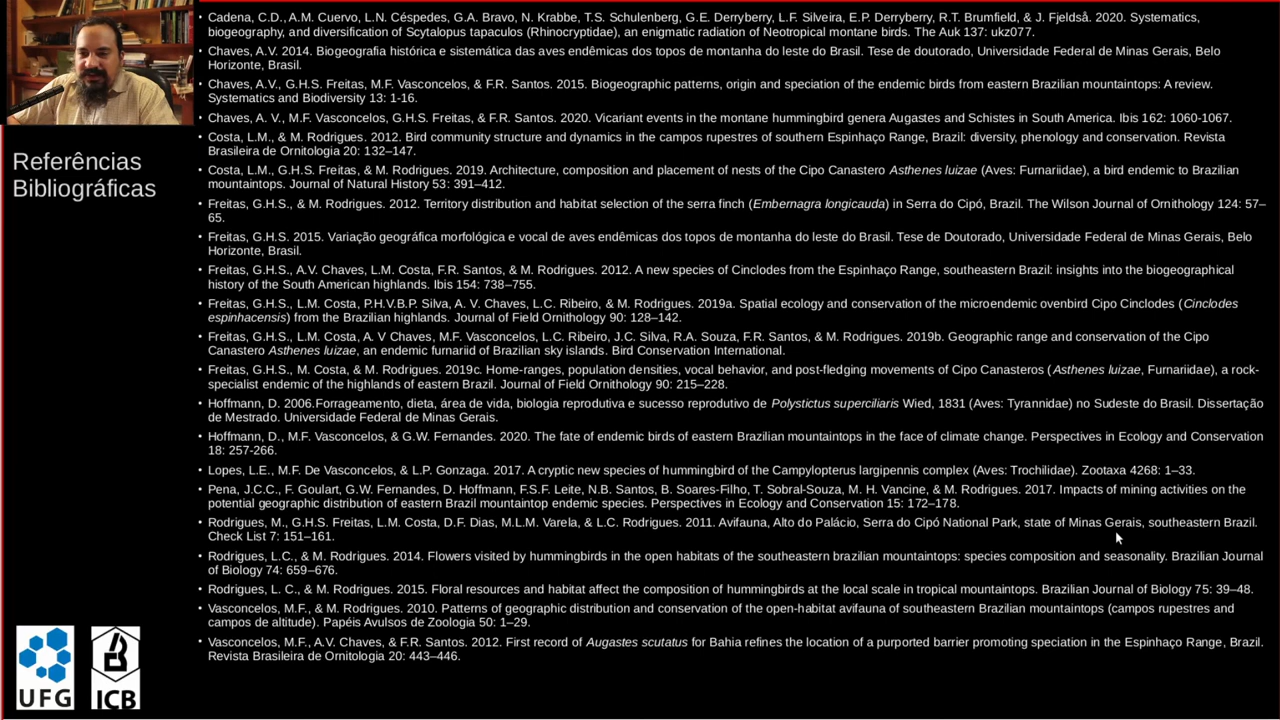 Referências
Bibliográficas
• Cadena, C.D., A.M. Cuervo, L.N. Céspedes, G.A. Bravo, N. Krabbe, T.S. Schulenberg, G.E. Derryberry, L.F. Silveira, E.P. Derryberry, R.T. Brumfield, & J. Fjeldså. 2020. Systematics,
biogeography, and diversification of Scytalopus tapaculos (Rhinocryptidae), an enigmatic radiation of Neotropical montane birds. The Auk 137: ukz077.
• Chaves, A.V. 2014. Biogeografia histórica e sistemática das aves endêmicas dos topos de montanha do leste do Brasil. Tese de doutorado, Universidade Federal de Minas Gerais, Belo
Horizonte, Brasil.
• Chaves, A.V., G.H.S. Freitas, M.F. Vasconcelos, & F.R. Santos. 2015. Biogeographic patterns, origin and speciation of the endemic birds from eastern Brazilian mountaintops: A review.
Systematics and Biodiversity 13: 1-16.
• Chaves, A. V., M.F. Vasconcelos, G.H.S. Freitas, & F.R. Santos. 2020. Vicariant events in the montane hummingbird genera Augastes and Schistes in South America. Ibis 162: 1060-1067.
• Costa, L.M., & M. Rodrigues. 2012. Bird community structure and dynamics in the campos rupestres of southern Espinhaço Range, Brazil: diversity, phenology and conservation. Revista
Brasileira de Ornitologia 20: 132–147.
• Costa, L.M., G.H.S. Freitas, & M. Rodrigues. 2019. Architecture, composition and placement of nests of the Cipo Canastero Asthenes luizae (Aves: Furnariidae), a bird endemic to Brazilian
mountaintops. Journal of Natural History 53: 391–412.
• Freitas, G.H.S., & M. Rodrigues. 2012. Territory distribution and habitat selection of the serra finch (Embernagra longicauda) in Serra do Cipó, Brazil. The Wilson Journal of Ornithology 124: 57–
65.
• Freitas, G.H.S. 2015. Variação geográfica morfológica e vocal de aves endêmicas dos topos de montanha do leste do Brasil. Tese de Doutorado, Universidade Federal de Minas Gerais, Belo
Horizonte, Brasil.
• Freitas, G.H.S., A.V. Chaves, L.M. Costa, F.R. Santos, & M. Rodrigues. 2012. A new species of Cinclodes from the Espinhaço Range, southeastern Brazil: insights into the biogeographical
history of the South American highlands. Ibis 154: 738–755.
• Freitas, G.H.S., L.M. Costa, P.H.V.B.P. Silva, A. V. Chaves, L.C. Ribeiro, & M. Rodrigues. 2019a. Spatial ecology and conservation of the microendemic ovenbird Cipo Cinclodes (Cinclodes
espinhacensis) from the Brazilian highlands. Journal of Field Ornithology 90: 128–142.
• Freitas, G.H.S., L.M. Costa, A. V Chaves, M.F. Vasconcelos, L.C. Ribeiro, J.C. Silva, R.A. Souza, F.R. Santos, & M. Rodrigues. 2019b. Geographic range and conservation of the Cipo
Canastero Asthenes luizae, an endemic furnariid of Brazilian sky islands. Bird Conservation International.
• Freitas, G.H.S., M. Costa, & M. Rodrigues. 2019c. Home-ranges, population densities, vocal behavior, and post-fledging movements of Cipo Canasteros (Asthenes luizae, Furnariidae), a rock-
specialist endemic of the highlands of eastern Brazil. Journal of Field Ornithology 90: 215–228.
• Hoffmann, D. 2006.Forrageamento, dieta, área de vida, biologia reprodutiva e sucesso reprodutivo de Polystictus superciliaris Wied, 1831 (Aves: Tyrannidae) no Sudeste do Brasil. Dissertação
de Mestrado. Universidade Federal de Minas Gerais.
• Hoffmann, D., M.F. Vasconcelos, & G.W. Fernandes. 2020. The fate of endemic birds of eastern Brazilian mountaintops in the face of climate change. Perspectives in Ecology and Conservation
18: 257-266.
• Lopes, L.E., M.F. De Vasconcelos, & L.P. Gonzaga. 2017. A cryptic new species of hummingbird of the Campylopterus largipennis complex (Aves: Trochilidae). Zootaxa 4268: 1–33.
• Pena, J.C.C., F. Goulart, G.W. Fernandes, D. Hoffmann, F.S.F. Leite, N.B. Santos, B. Soares-Filho, T. Sobral-Souza, M. H. Vancine, & M. Rodrigues. 2017. Impacts of mining activities on the
potential geographic distribution of eastern Brazil mountaintop endemic species. Perspectives in Ecology and Conservation 15: 172–178.
• Rodrigues, M., G.H.S. Freitas, L.M. Costa, D.F. Dias, M.L.M. Varela, & L.C. Rodrigues. 2011. Avifauna, Alto do Palácio, Serra do Cipó National Park, state of Minas Gerais, southeastern Brazil.
Check List 7: 151–161.
• Rodrigues, L.C., & M. Rodrigues. 2014. Flowers visited by hummingbirds in the open habitats of the southeastern brazilian mountaintops: species composition and seasonality. Brazilian Journal
of Biology 74: 659–676.
• Rodrigues, L. C., & M. Rodrigues. 2015. Floral resources and habitat affect the composition of hummingbirds at the local scale in tropical mountaintops. Brazilian Journal of Biology 75: 39–48.
• Vasconcelos, M.F., & M. Rodrigues. 2010. Patterns of geographic distribution and conservation of the open-habitat avifauna of southeastern Brazilian mountaintops (campos rupestres and
campos de altitude). Papéis Avulsos de Zoologia 50: 1–29.
• Vasconcelos, M.F., A.V. Chaves, & F.R. Santos. 2012. First record of Augastes scutatus for Bahia refines the location of a purported barrier promoting speciation in the Espinhaço Range, Brazil.
Revista Brasileira de Ornitologia 20: 443–446.
UFG
ICB